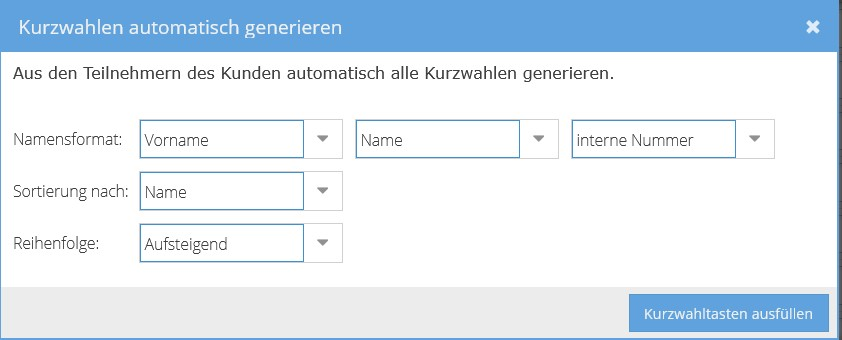 Kurzwahlen automatisch generieren
Aus den Teilnehmern des Kunden automatisch alle Kurzwahlen generieren.
Namensformat: Vorname Name interne Nummer
Sortierung nach: Name
Reihenfolge: Aufsteigend
Kurzwahltasten ausfüllen